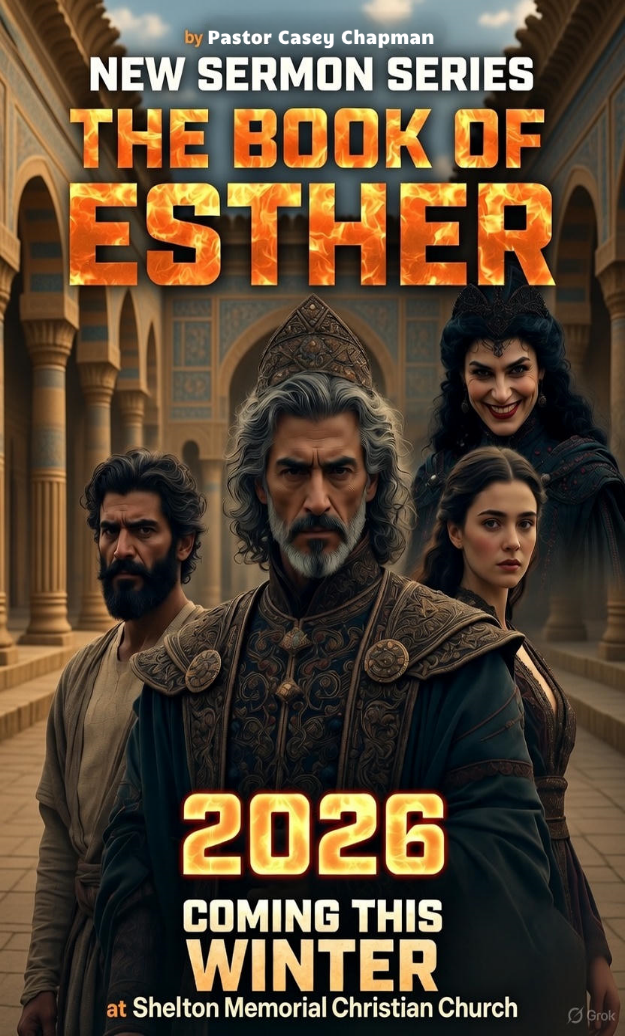 by Pastor Casey Chapman
NEW SERMON SERIES
THE BOOK OF
ESTHER
2026
COMING THIS
WINTER
at Shelton Memorial Christian Church
Grok